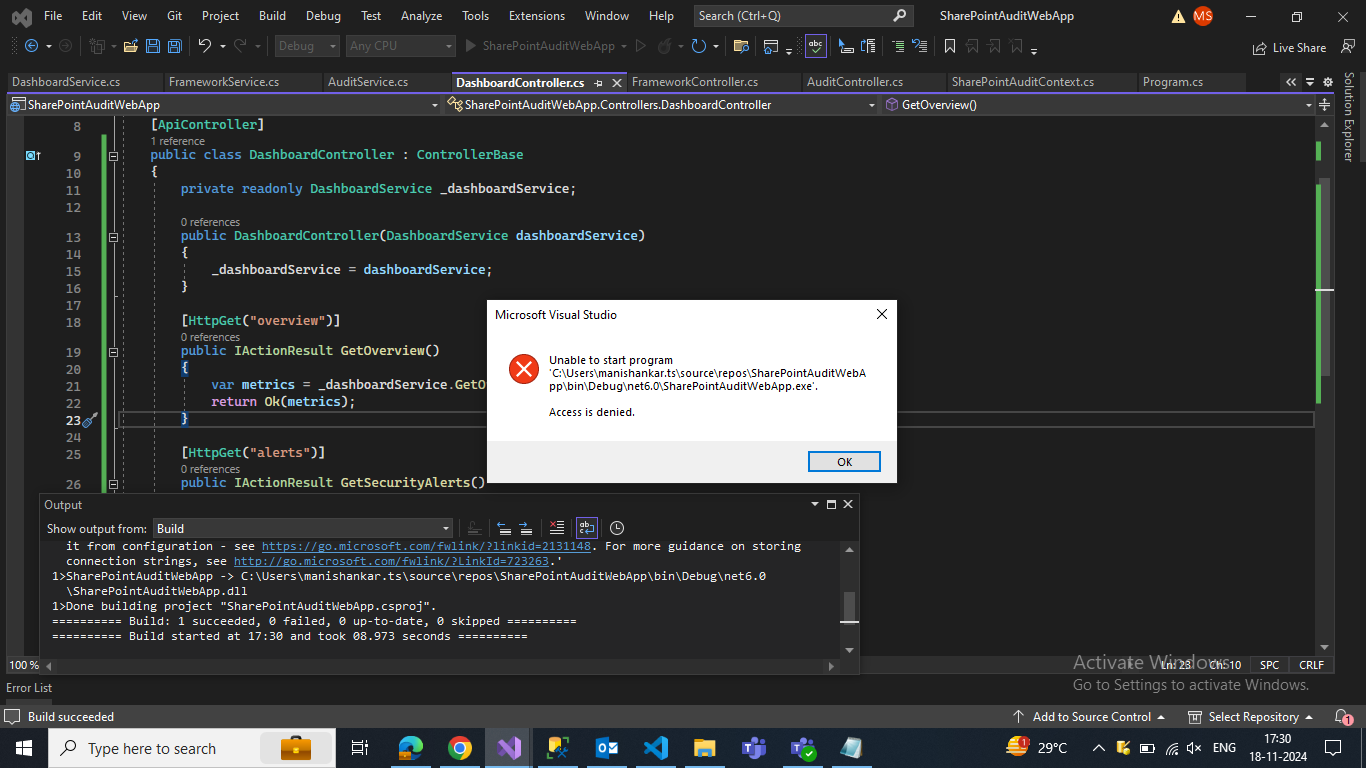 File Edit View Git Project Build Debug Test Analyze Tools Extensions Window Help Search (Ctrl+Q) SharePointAuditWebApp MS
Debug Any CPU SharePointAuditWebApp Live Share
DashboardService.cs FrameworkService.cs AuditService.cs DashboardController.cs FrameworkController.cs AuditController.cs SharePointAuditContext.cs Program.cs
SharePointAuditWebApp SharePointAuditWebApp.Controllers.DashboardController GetOverview()
Solution Explorer
8 [ApiController]
1 reference
9 public class DashboardController : ControllerBase
10 {
11 private readonly DashboardService _dashboardService;
12
0 references
13 public DashboardController(DashboardService dashboardService)
14 {
15 _dashboardService = dashboardService;
16 }
17
18 [HttpGet("overview")]
0 references
19 public IActionResult GetOverview()
20 {
21 var metrics = _dashboardService.GetO
22 return Ok(metrics);
23 }
24
25 [HttpGet("alerts")]
0 references
26 public IActionResult GetSecurityAlerts()
Microsoft Visual Studio
Unable to start program
'C:\Users\manishankar.ts\source\repos\SharePointAuditWebA
pp\bin\Debug\net6.0\SharePointAuditWebApp.exe'.
Access is denied.
OK
Output
Show output from: Build
it from configuration - see https://go.microsoft.com/fwlink/?linkid=2131148. For more guidance on storing
connection strings, see http://go.microsoft.com/fwlink/?LinkId=723263.'
1>SharePointAuditWebApp -> C:\Users\manishankar.ts\source\repos\SharePointAuditWebApp\bin\Debug\net6.0
\SharePointAuditWebApp.dll
1>Done building project "SharePointAuditWebApp.csproj".
========== Build: 1 succeeded, 0 failed, 0 up-to-date, 0 skipped ==========
========== Build started at 17:30 and took 08.973 seconds ==========
100 % Ln: 23 Ch: 10 SPC CRLF
Activate Windows
Go to Settings to activate Windows.
Error List
Build succeeded Add to Source Control Select Repository 1
Type here to search 1 29°C ENG 17:30
18-11-2024